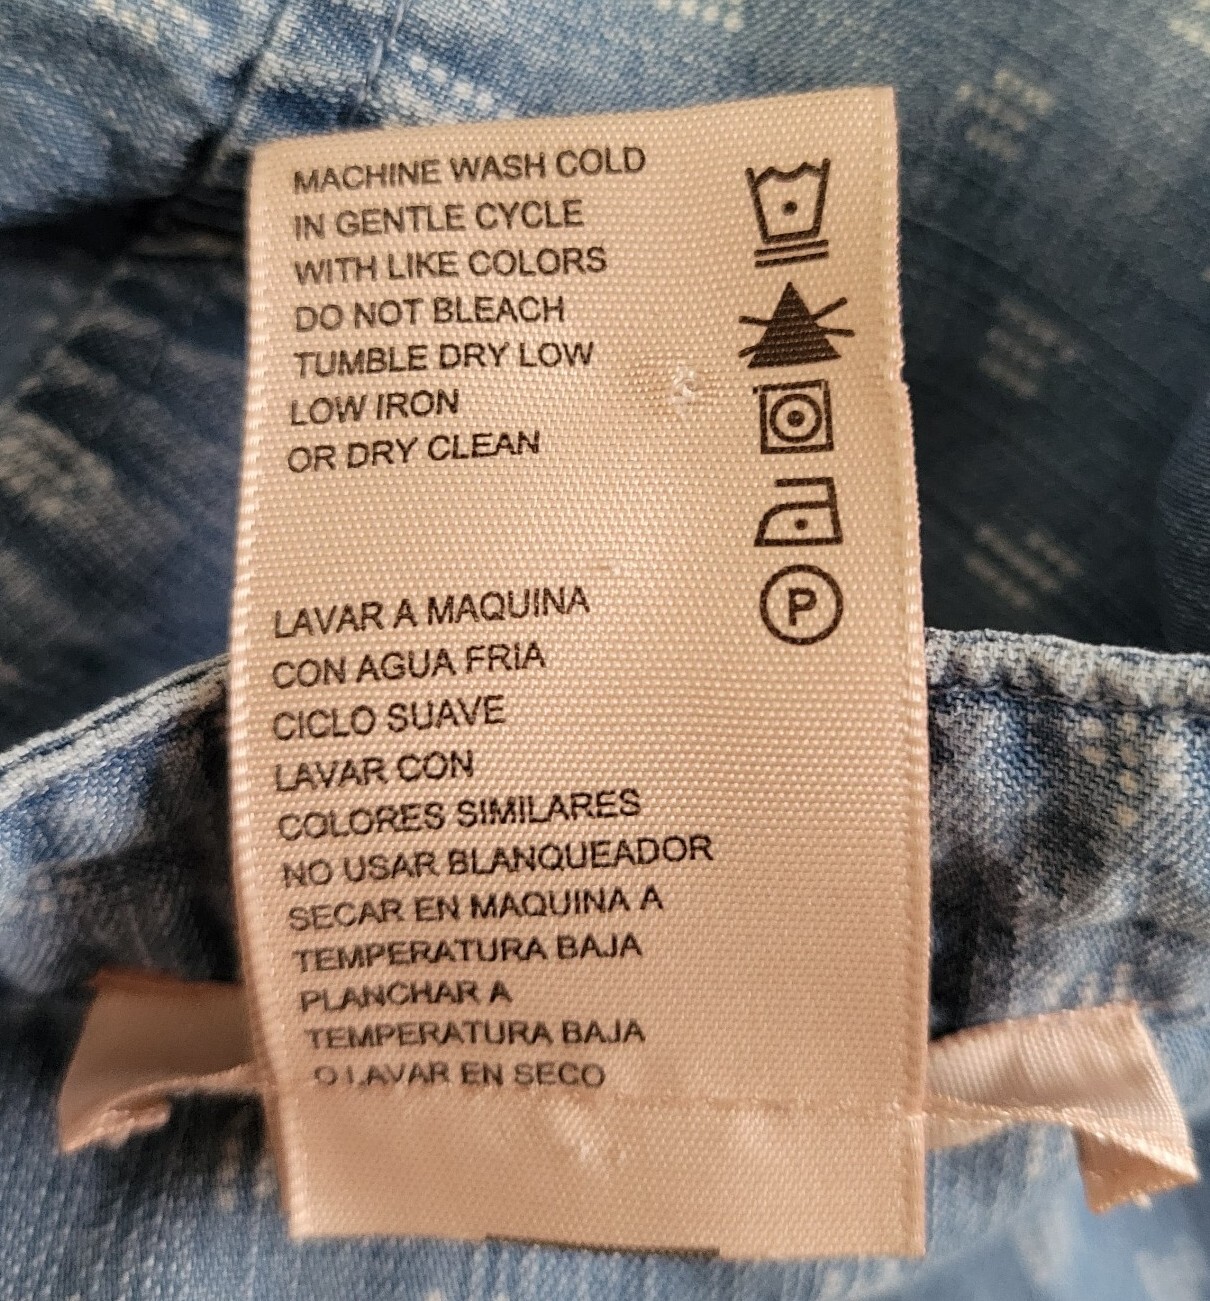 MACHINE WASH COLD
IN GENTLE CYCLE
WITH LIKE COLORS
DO NOT BLEACH
TUMBLE DRY LOW
LOW IRON
OR DRY CLEAN
P
LAVAR A MAQUINA
CON AGUA FRIA
CICLO SUAVE
LAVAR CON
COLORES SIMILARES
NO USAR BLANQUEADOR
SECAR EN MAQUINA A
TEMPERATURA BAJA
PLANCHAR A
TEMPERATURA BAJA
O LAVAR EN SECO